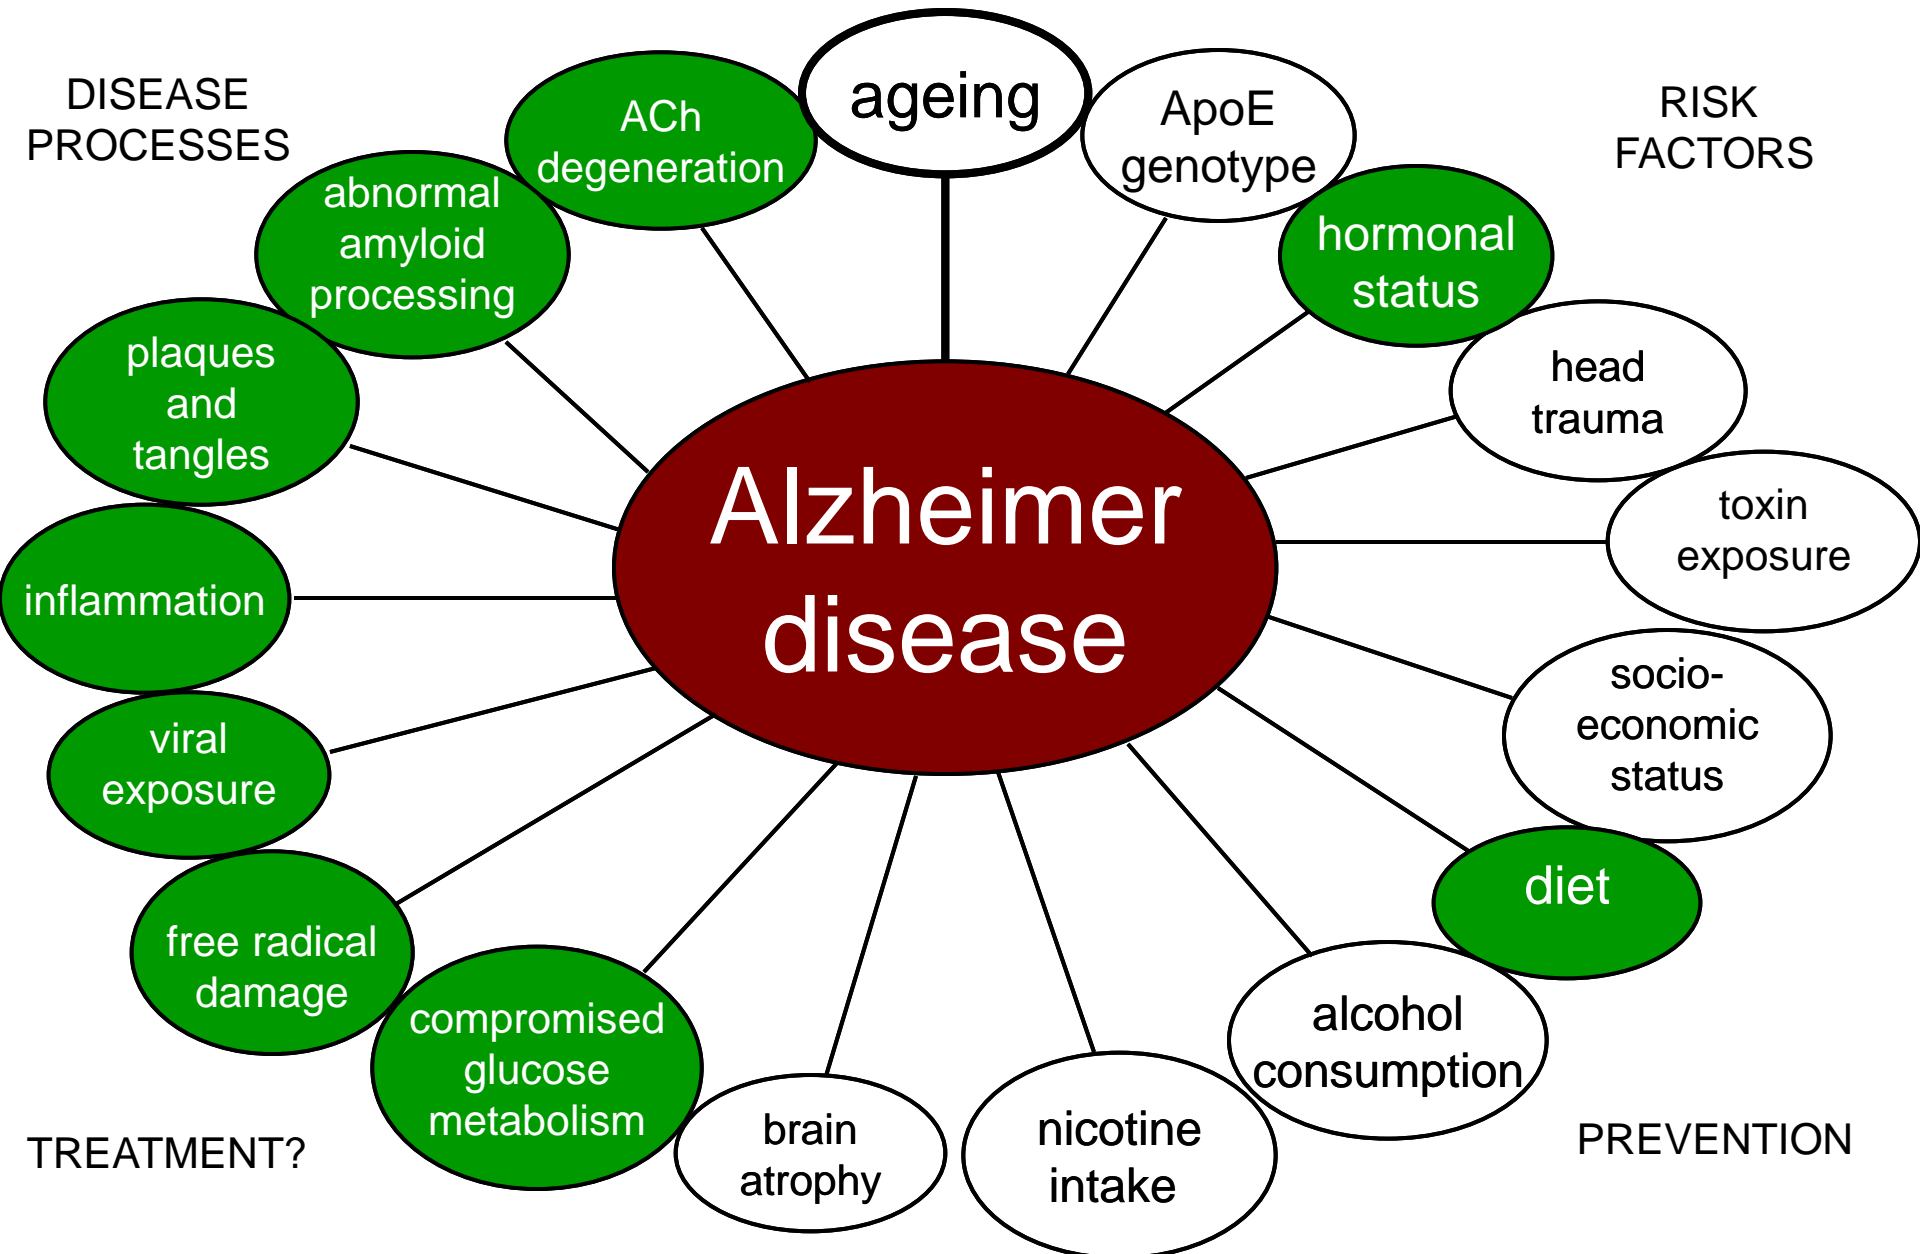 DISEASE
PROCESSES
RISK
FACTORS
ageing
ApoE
genotype
hormonal
status
head
trauma
toxin
exposure
socio-
economic
status
diet
alcohol
consumption
nicotine
intake
brain
atrophy
compromised
glucose
metabolism
free radical
damage
viral
exposure
inflammation
plaques
and
tangles
abnormal
amyloid
processing
ACh
degeneration
Alzheimer
disease
TREATMENT?
PREVENTION